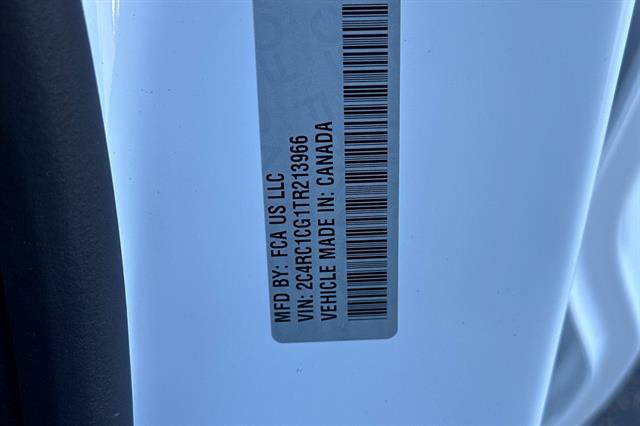 MFD BY: FCA US LLC
VIN: 2C4RC1CG1TR213966
VEHICLE MADE IN: CANADA